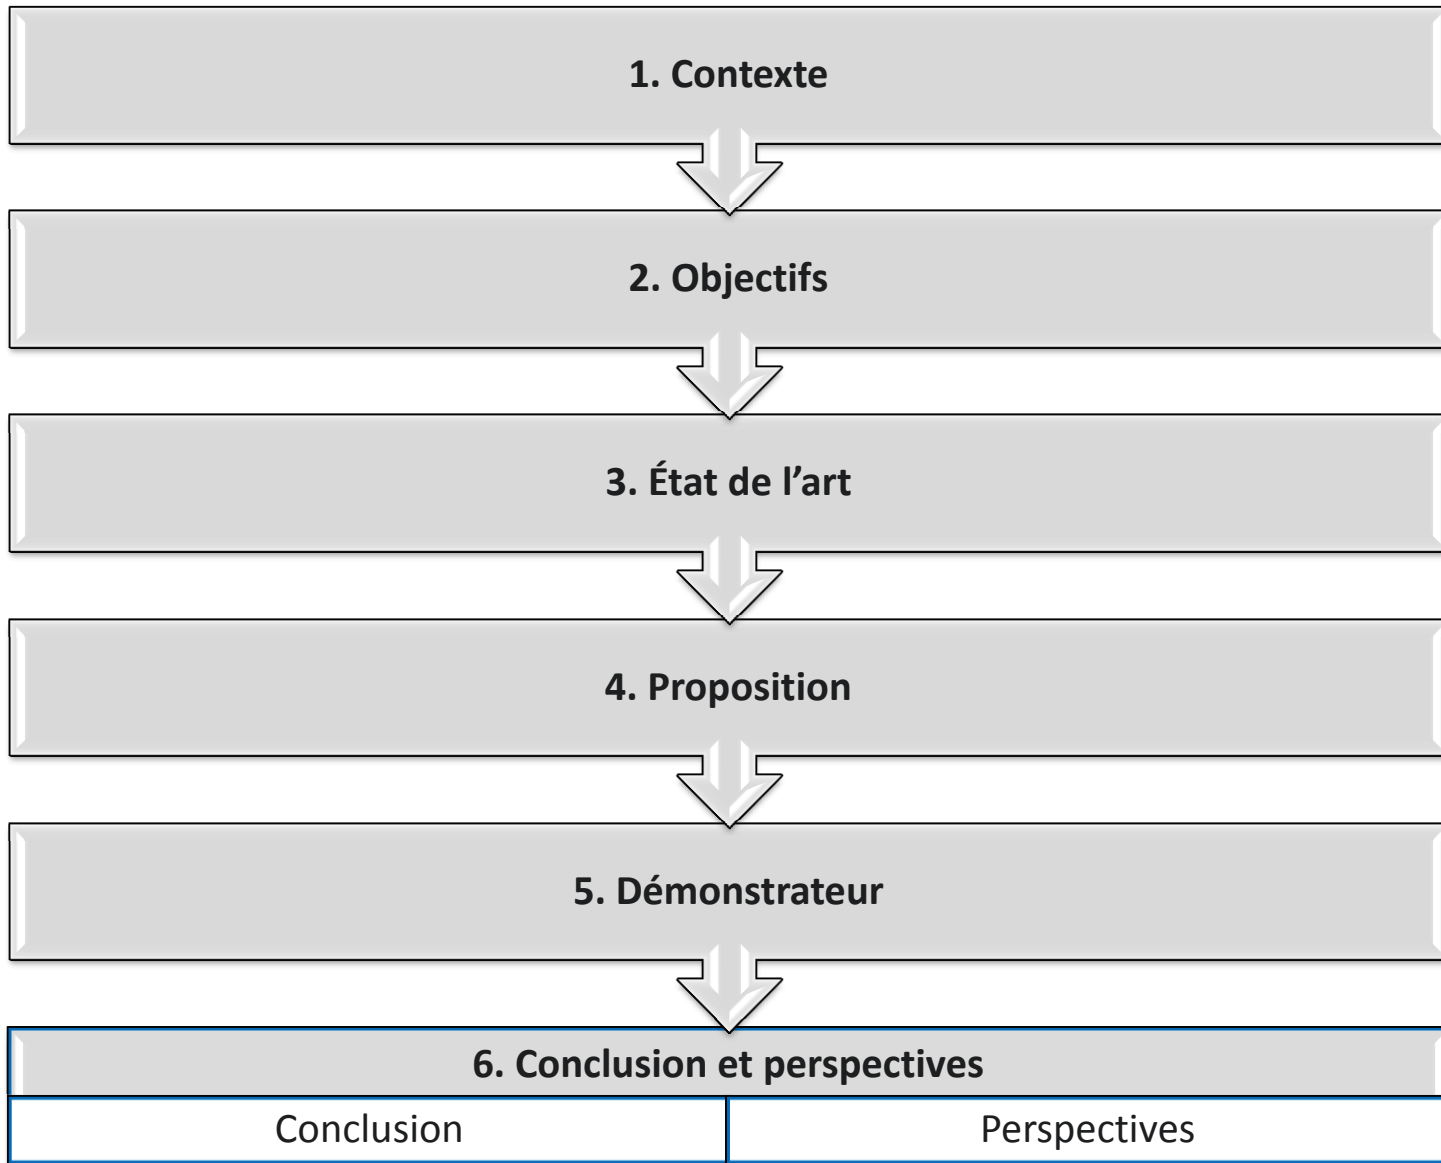 1. Contexte
2. Objectifs
3. État de l’art
4. Proposition
5. Démonstrateur
6. Conclusion et perspectives
Conclusion
Perspectives